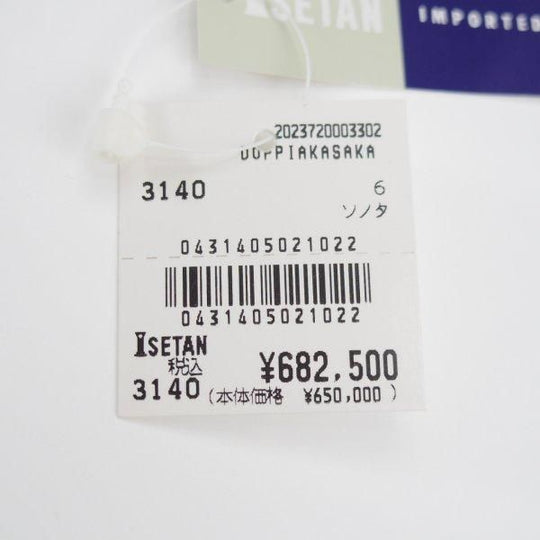 ISETAN
IMPORTED
2023720003302
DOPPIAKASAKA
3140 6
ソノタ
0431405021022
0431405021022
ISETAN
税込 ¥682,500
3140 (本体価格 ¥650,000)